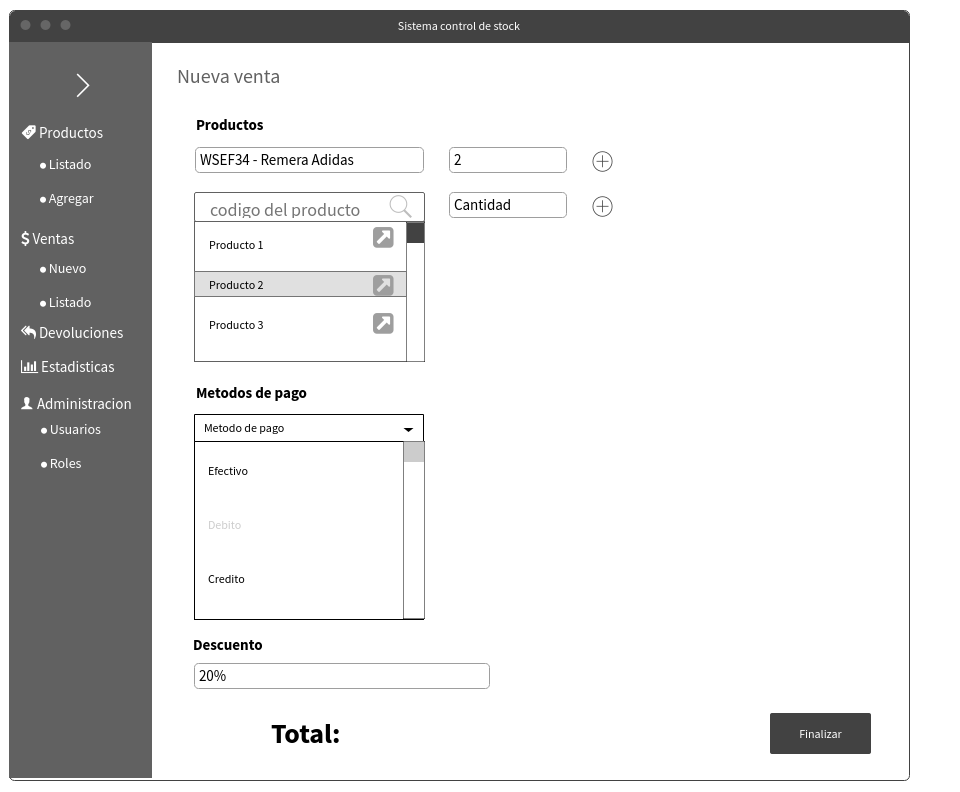 Sistema control de stock
Productos
Listado
Agregar
Ventas
Nuevo
Listado
Devoluciones
Estadisticas
Administracion
Usuarios
Roles
Nueva venta
Productos
WSEF34 - Remera Adidas
2
codigo del producto
Cantidad
Producto 1
Producto 2
Producto 3
Metodos de pago
Metodo de pago
Efectivo
Debito
Credito
Descuento
20%
Total:
Finalizar